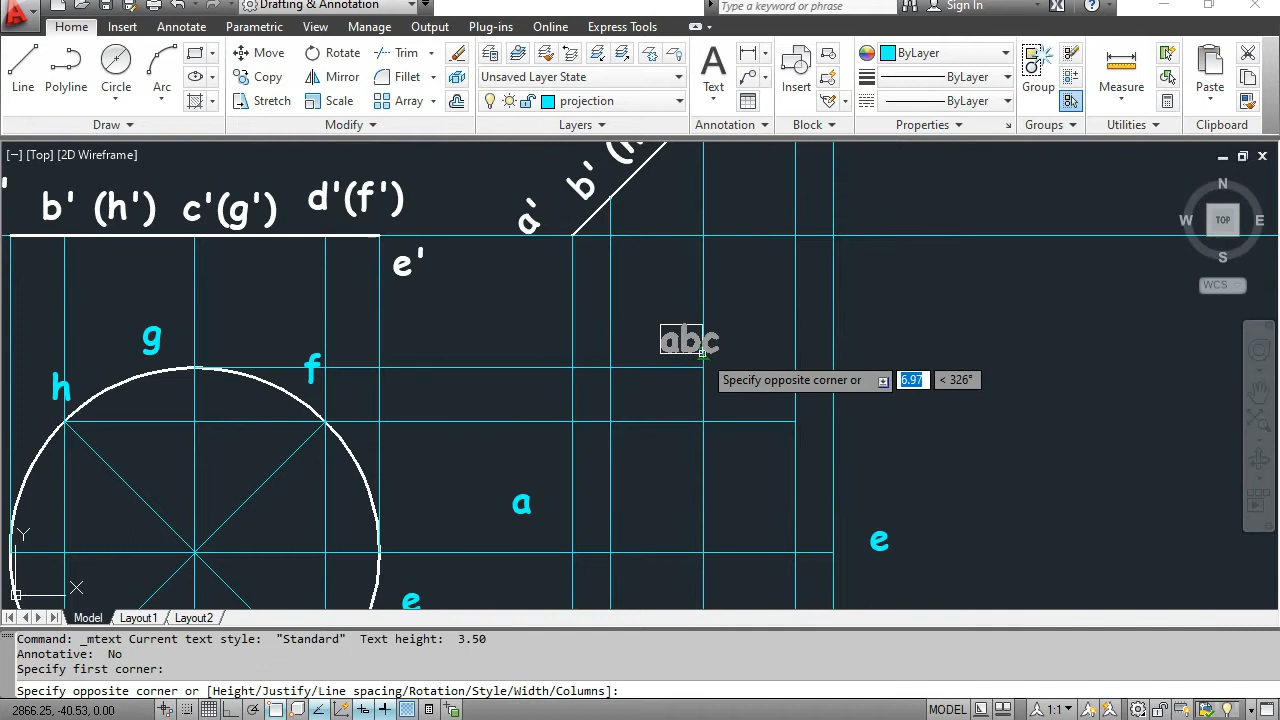 Drafting & Annotation
Type a keyword or phrase
Sign In
Home Insert Annotate Parametric View Manage Output Plug-ins Online Express Tools
Line Polyline Circle Arc
Move Rotate Trim
Copy Mirror Fillet
Stretch Scale Array
Unsaved Layer State
projection
Text
Insert
ByLayer
ByLayer
ByLayer
Group
Measure
Paste
Draw Modify Layers Annotation Block Properties Groups Utilities Clipboard
[−] [Top] [2D Wireframe]
b' (h') c'(g') d'(f')
a' b'
e'
N
W TOP E
S
WCS
g
h
f
abc
Specify opposite corner or 6.97 < 326°
a
e
e
Y
X
Model Layout1 Layout2
Command: _mtext Current text style: "Standard" Text height: 3.50
Annotative: No
Specify first corner:
Specify opposite corner or [Height/Justify/Line spacing/Rotation/Style/Width/Columns]:
2866.25, -40.53, 0.00
MODEL
1:1